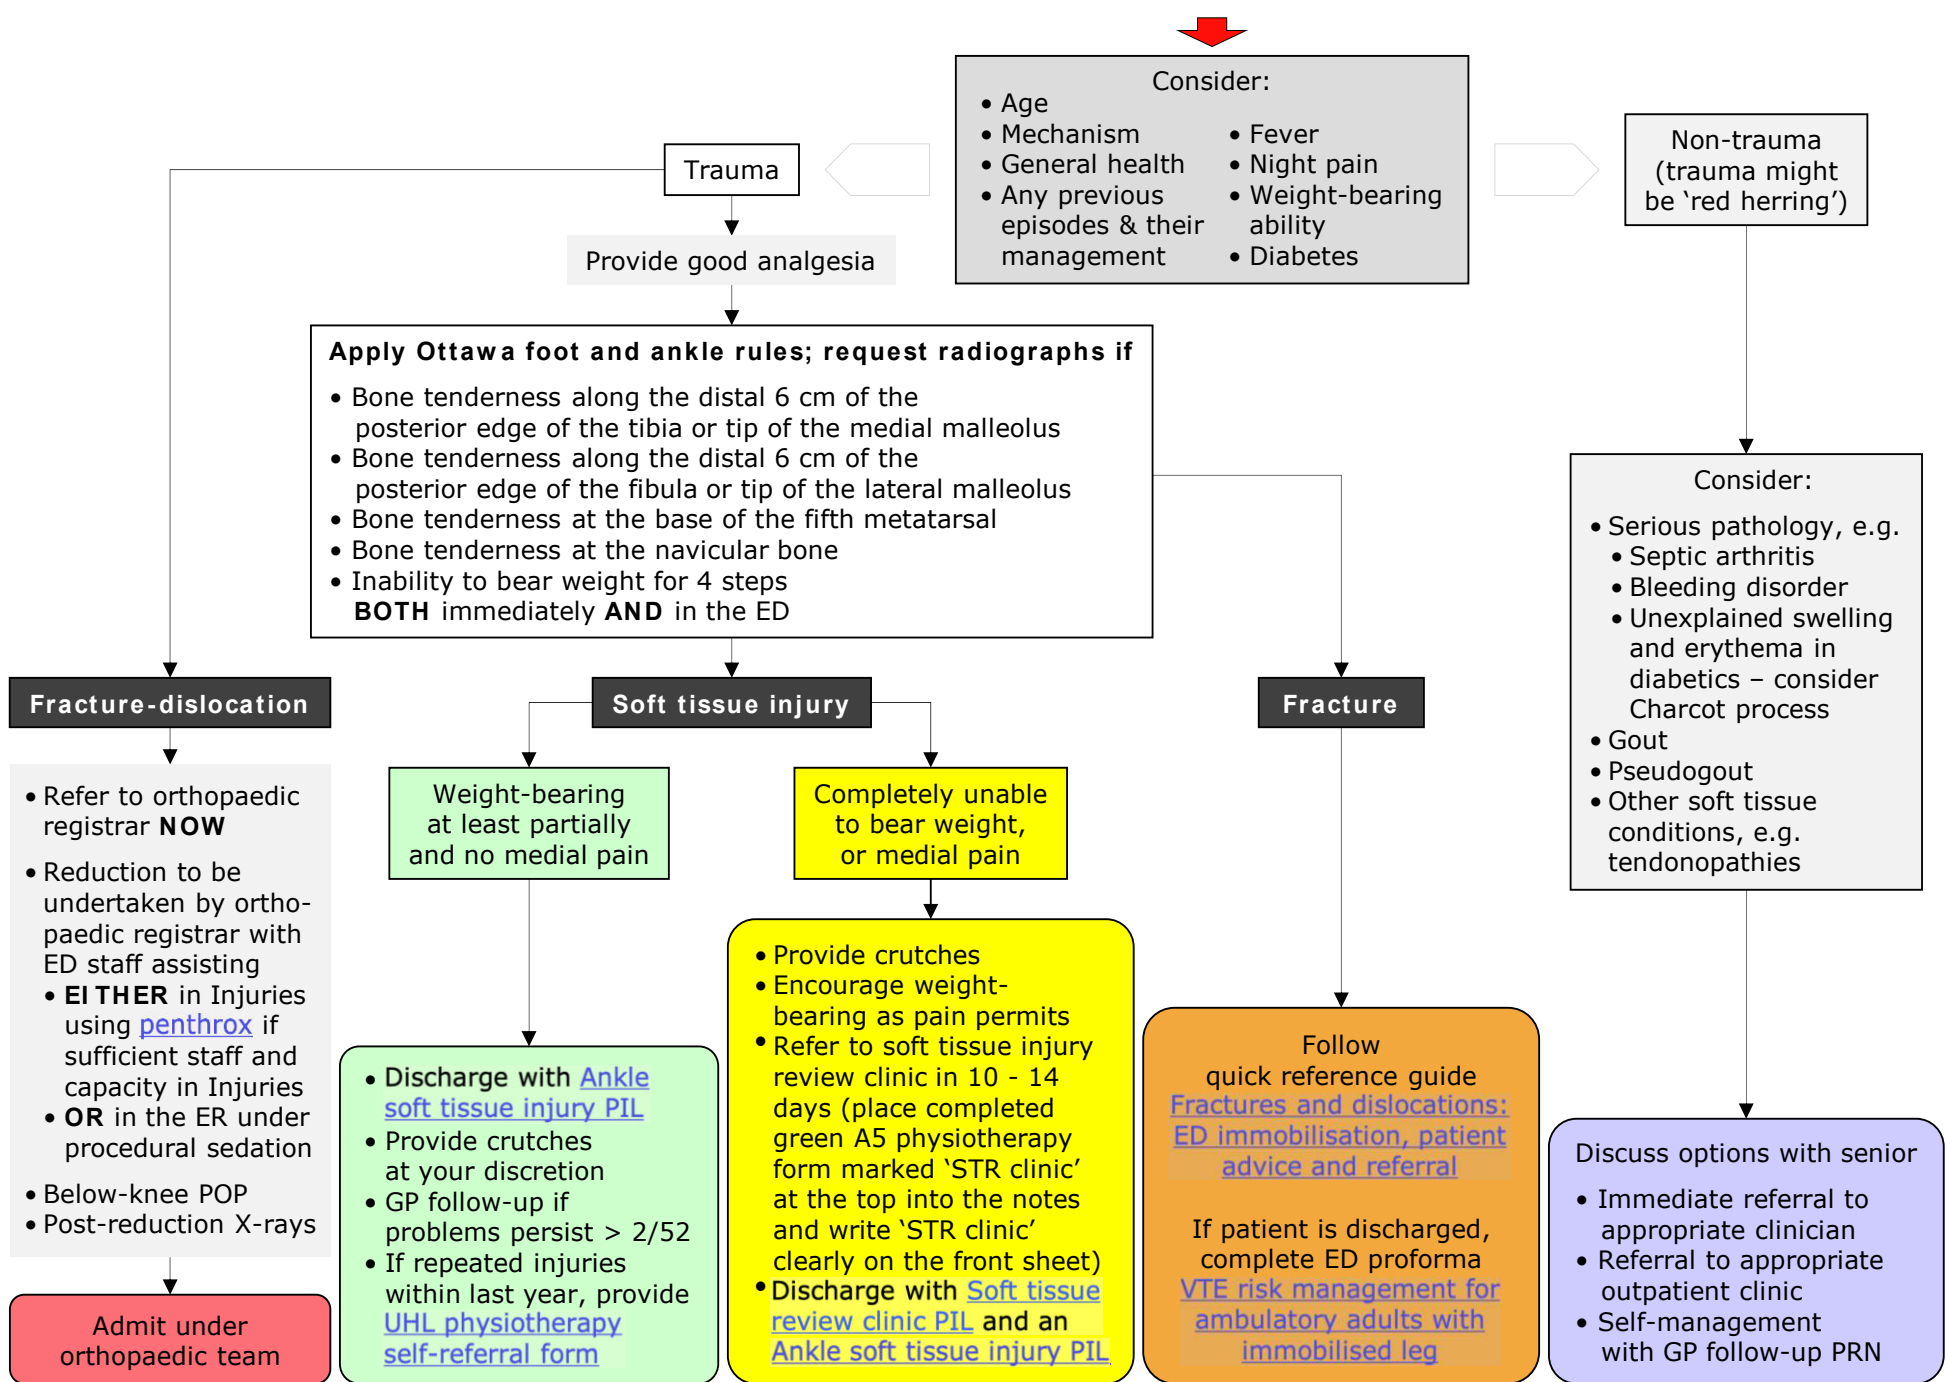 Consider:
• Age
• Mechanism
• General health
• Any previous
episodes & their
management
• Fever
• Night pain
• Weight-bearing
ability
• Diabetes
Trauma
Non-trauma
(trauma might
be ‘red herring’)
Provide good analgesia
Apply Ottawa foot and ankle rules; request radiographs if
• Bone tenderness along the distal 6 cm of the
posterior edge of the tibia or tip of the medial malleolus
• Bone tenderness along the distal 6 cm of the
posterior edge of the fibula or tip of the lateral malleolus
• Bone tenderness at the base of the fifth metatarsal
• Bone tenderness at the navicular bone
• Inability to bear weight for 4 steps
BOTH immediately AND in the ED
Fracture-dislocation
• Refer to orthopaedic
registrar NOW
• Reduction to be
undertaken by ortho-
paedic registrar with
ED staff assisting
• EITHER in Injuries
using penthrox if
sufficient staff and
capacity in Injuries
• OR in the ER under
procedural sedation
• Below-knee POP
• Post-reduction X-rays
Admit under
orthopaedic team
Soft tissue injury
Weight-bearing
at least partially
and no medial pain
• Discharge with Ankle
soft tissue injury PIL
• Provide crutches
at your discretion
• GP follow-up if
problems persist > 2/52
• If repeated injuries
within last year, provide
UHL physiotherapy
self-referral form
Completely unable
to bear weight,
or medial pain
• Provide crutches
• Encourage weight-
bearing as pain permits
• Refer to soft tissue injury
review clinic in 10 - 14
days (place completed
green A5 physiotherapy
form marked ‘STR clinic’
at the top into the notes
and write ‘STR clinic’
clearly on the front sheet)
• Discharge with Soft tissue
review clinic PIL and an
Ankle soft tissue injury PIL
Fracture
Follow
quick reference guide
Fractures and dislocations:
ED immobilisation, patient
advice and referral
If patient is discharged,
complete ED proforma
VTE risk management for
ambulatory adults with
immobilised leg
Consider:
• Serious pathology, e.g.
• Septic arthritis
• Bleeding disorder
• Unexplained swelling
and erythema in
diabetics – consider
Charcot process
• Gout
• Pseudogout
• Other soft tissue
conditions, e.g.
tendonopathies
Discuss options with senior
• Immediate referral to
appropriate clinician
• Referral to appropriate
outpatient clinic
• Self-management
with GP follow-up PRN